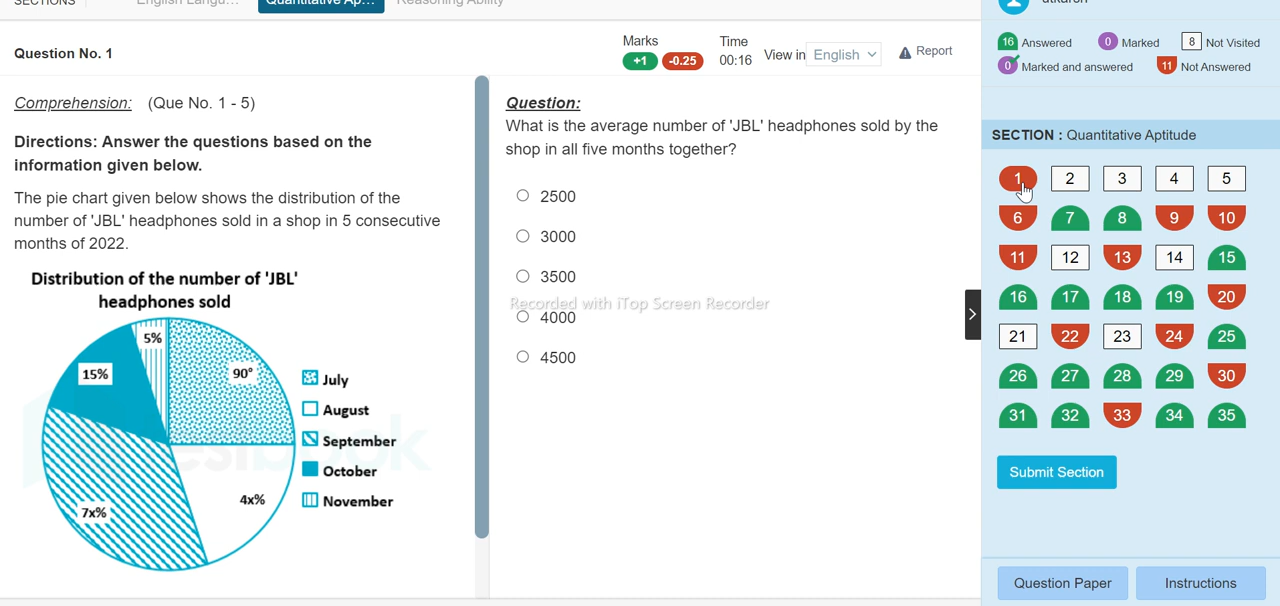 SECTIONS
English Langu...
Quantitative Ap...
Reasoning Ability
utkarsh
Question No. 1
Marks
+1
-0.25
Time
00:16
View in
English
Report
16 Answered
0 Marked
8 Not Visited
0 Marked and answered
11 Not Answered
Comprehension: (Que No. 1 - 5)
Directions: Answer the questions based on the
information given below.
The pie chart given below shows the distribution of the
number of 'JBL' headphones sold in a shop in 5 consecutive
months of 2022.
Distribution of the number of 'JBL'
headphones sold
5%
15%
90°
4x%
7x%
July
August
September
October
November
Question:
What is the average number of 'JBL' headphones sold by the
shop in all five months together?
2500
3000
3500
Recorded with iTop Screen Recorder
4000
4500
SECTION : Quantitative Aptitude
1 2 3 4 5
6 7 8 9 10
11 12 13 14 15
16 17 18 19 20
21 22 23 24 25
26 27 28 29 30
31 32 33 34 35
Submit Section
Question Paper
Instructions